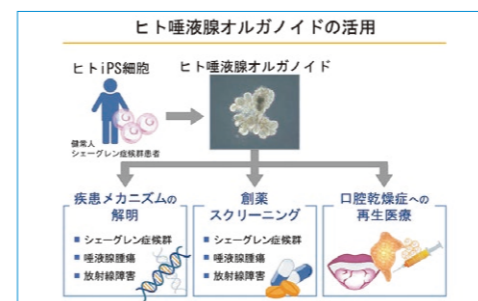 ヒト唾液腺オルガノイドの活用
ヒトiPS細胞
ヒト唾液腺オルガノイド
健常人
シェーグレン症候群患者
疾患メカニズムの
解明
■ シェーグレン症候群
■ 唾液腺腫瘍
■ 放射線障害
創薬
スクリーニング
■ シェーグレン症候群
■ 唾液腺腫瘍
■ 放射線障害
口腔乾燥症への
再生医療